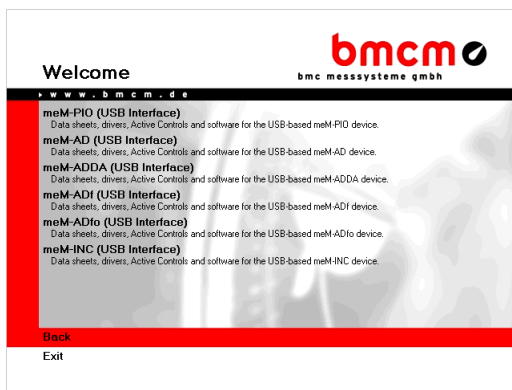 bmcm
Welcome
bmc messsysteme gmbh
www.bmcm.de
meM-PIO (USB Interface)
Data sheets, drivers, Active Controls and software for the USB-based meM-PIO device.
meM-AD (USB Interface)
Data sheets, drivers, Active Controls and software for the USB-based meM-AD device.
meM-ADDA (USB Interface)
Data sheets, drivers, Active Controls and software for the USB-based meM-ADDA device.
meM-ADf (USB Interface)
Data sheets, drivers, Active Controls and software for the USB-based meM-ADf device.
meM-ADfo (USB Interface)
Data sheets, drivers, Active Controls and software for the USB-based meM-ADfo device.
meM-INC (USB Interface)
Data sheets, drivers, Active Controls and software for the USB-based meM-INC device.
Back
Exit